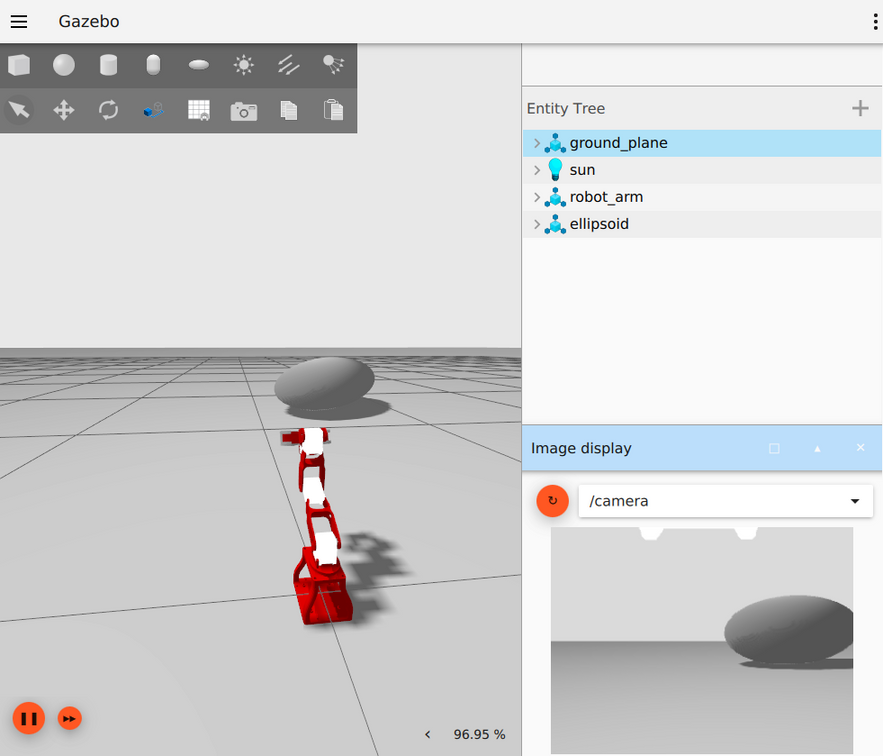 Gazebo
Entity Tree
ground_plane
sun
robot_arm
ellipsoid
Image display
/camera
96.95 %